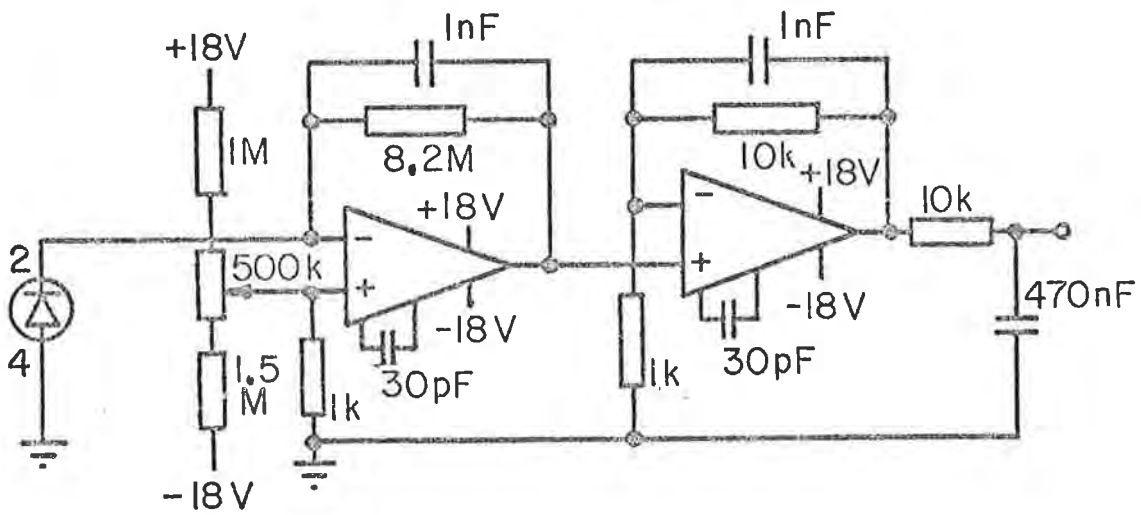 +18V
1M
500k
1.5
M
-18V
2
4
1nF
8.2M
-
+
+18V
-18V
30pF
1k
1nF
10k
-
+
+18V
-18V
30pF
1k
10k
470nF